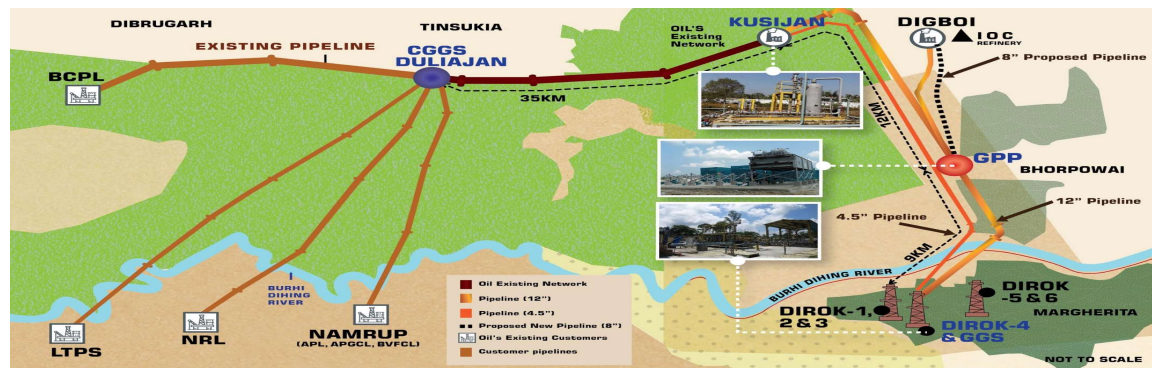 DIBRUGARH
TINSUKIA
KUSIJAN
DIGBOI
OIL'S
Existing
Network
IOC
REFINERY
EXISTING PIPELINE
CGGS
DULIAJAN
8" Proposed Pipeline
BCPL
35KM
12KM
GPP
BHORPOWAI
12" Pipeline
4.5" Pipeline
9KM
BURHI DIHING RIVER
BURHI
DIHING
RIVER
Oil Existing Network
Pipeline (12")
Pipeline (4.5")
Proposed New Pipeline (8")
Oil's Existing Customers
Customer pipelines
DIROK
-5 & 6
DIROK-1,
2 & 3
MARGHERITA
DIROK-4
& GGS
LTPS
NRL
NAMRUP
(APL, APGCL, BVFCL)
NOT TO SCALE